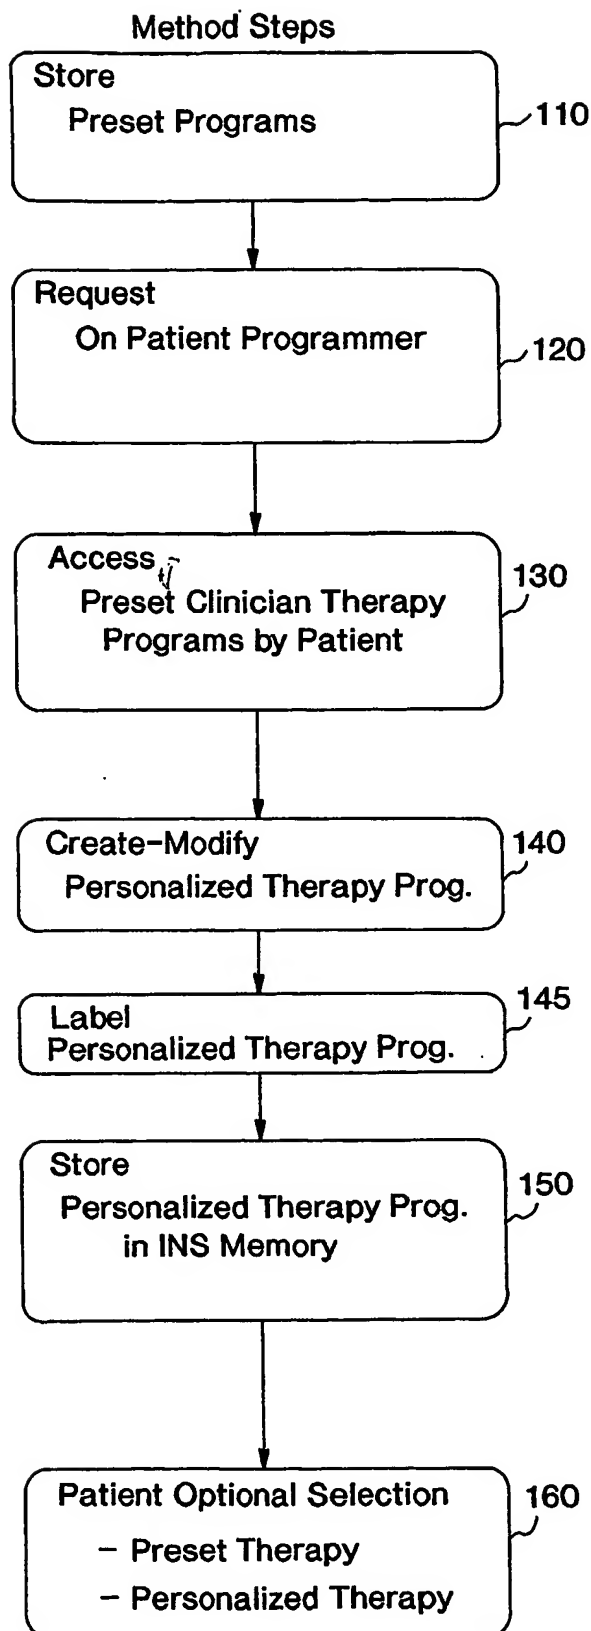 Method Steps
Store
Preset Programs
110
Request
On Patient Programmer
120
Access
Preset Clinician Therapy
Programs by Patient
130
Create-Modify
Personalized Therapy Prog.
140
Label
Personalized Therapy Prog.
145
Store
Personalized Therapy Prog.
in INS Memory
150
Patient Optional Selection
- Preset Therapy
- Personalized Therapy
160